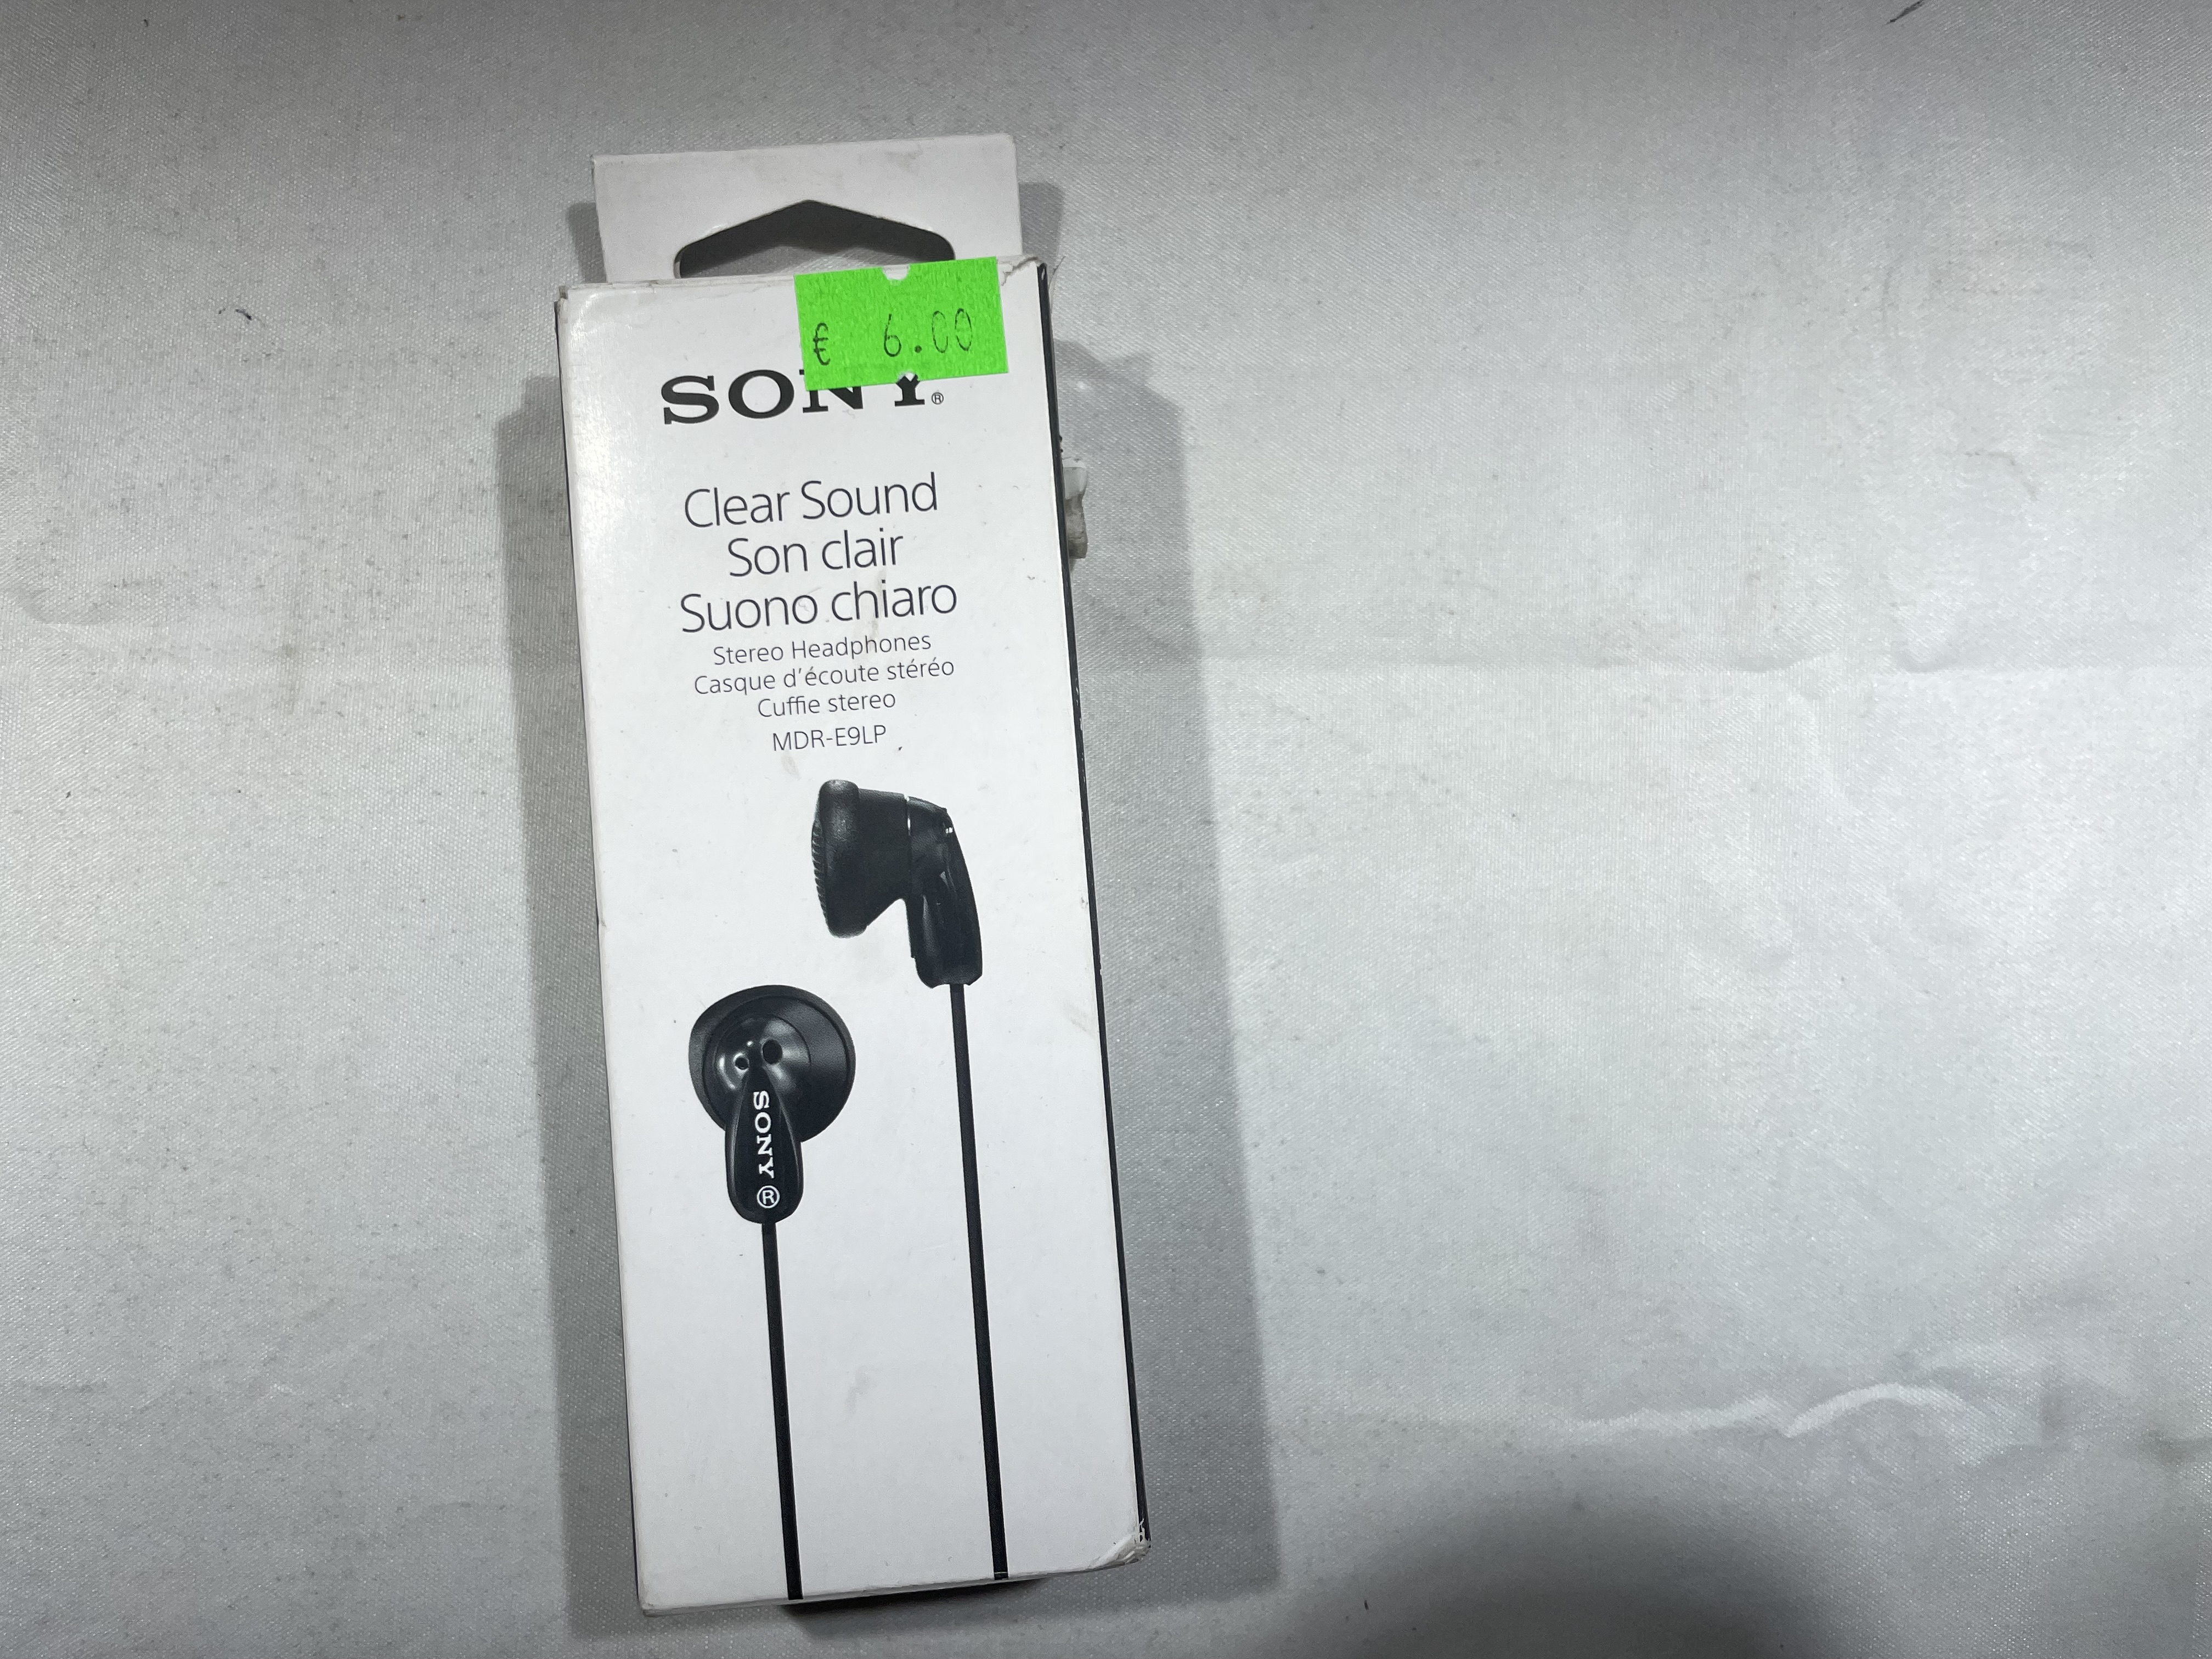 € 6.00
SONY®
Clear Sound
Son clair
Suono chiaro
Stereo Headphones
Casque d'écoute stéréo
Cuffie stereo
MDR-E9LP
SONY®